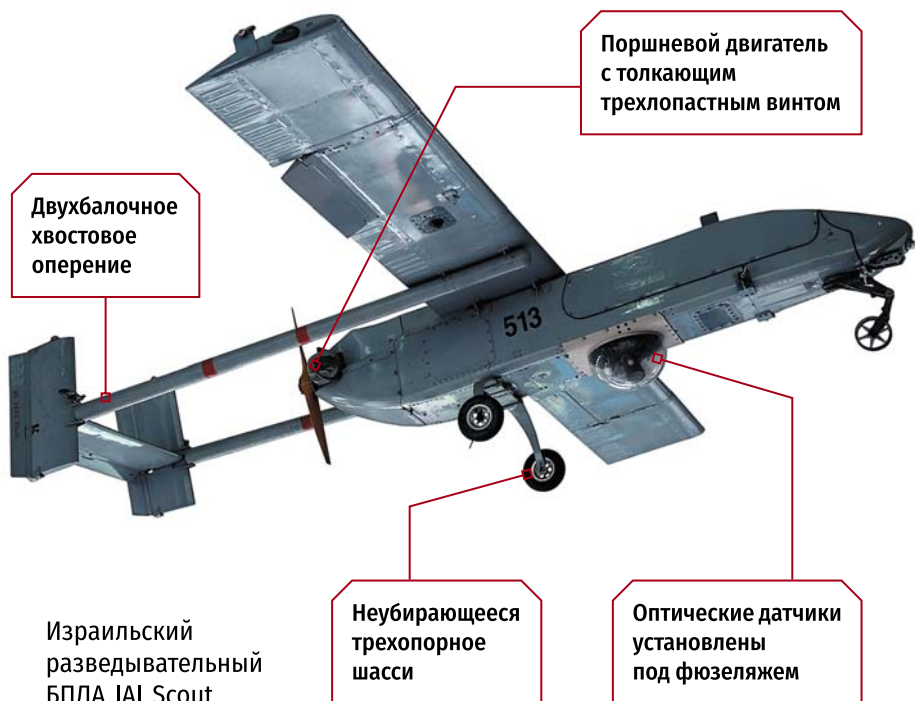 Поршневой двигатель
с толкающим
трехлопастным винтом
Двухбалочное
хвостовое
оперение
513
Неубирающееся
трехопорное
шасси
Оптические датчики
установлены
под фюзеляжем
Израильский
разведывательный
БПЛА IAI Scout